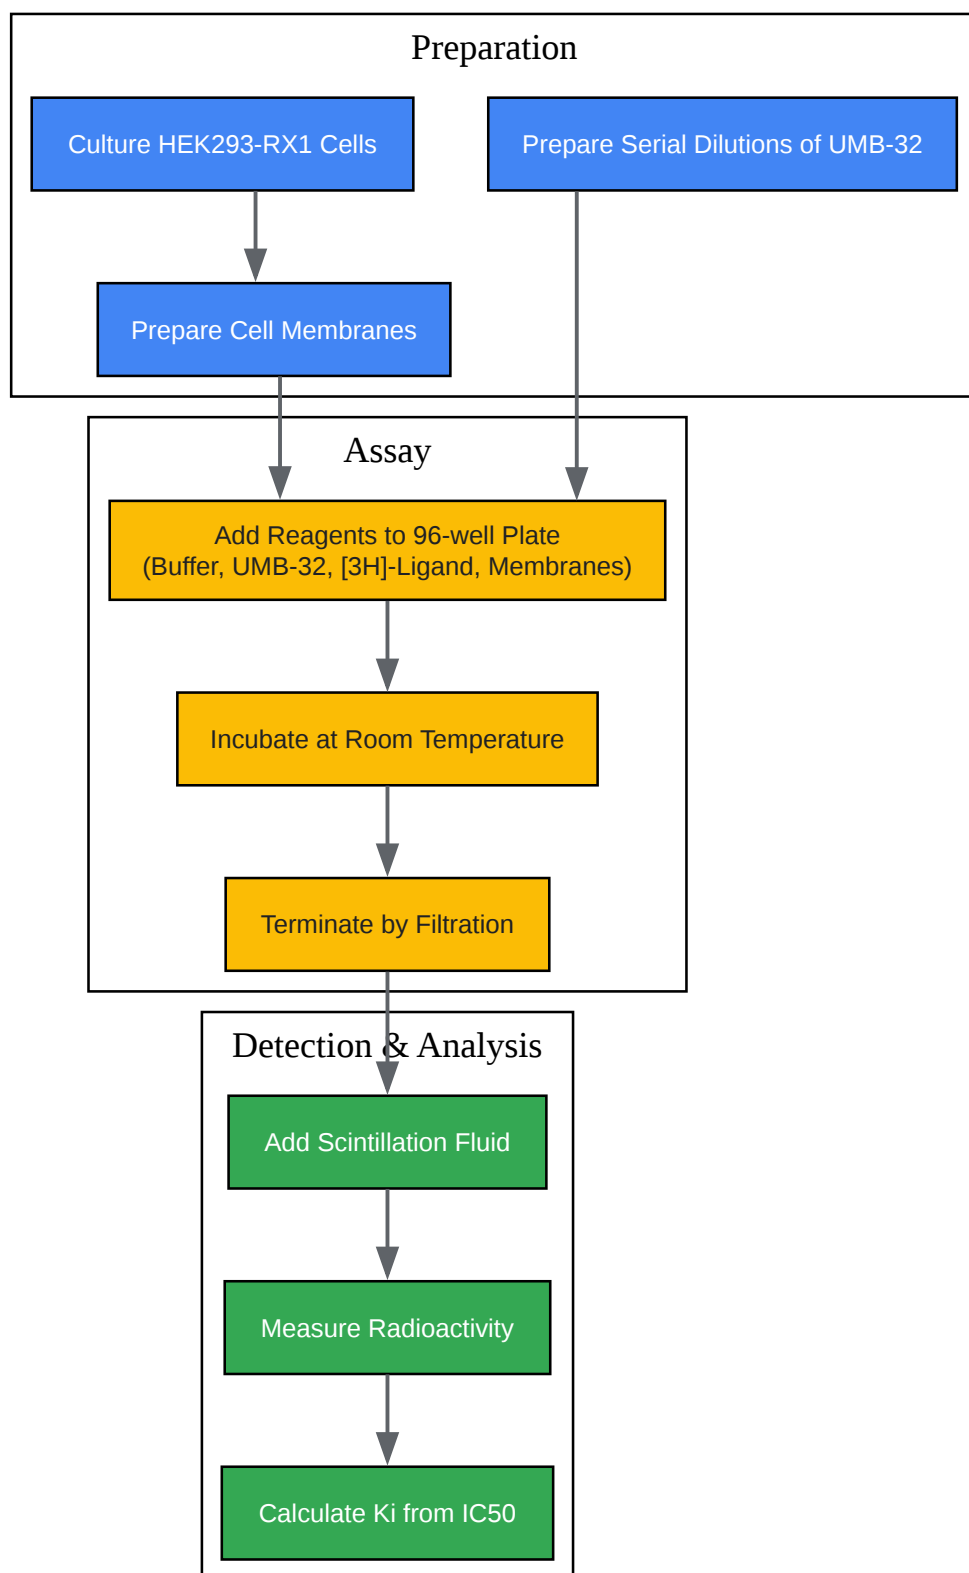 Preparation
Culture HEK293-RX1 Cells
Prepare Serial Dilutions of UMB-32
Prepare Cell Membranes
Assay
Add Reagents to 96-well Plate
(Buffer, UMB-32, [3H]-Ligand, Membranes)
Incubate at Room Temperature
Terminate by Filtration
Detection & Analysis
Add Scintillation Fluid
Measure Radioactivity
Calculate Ki from IC50